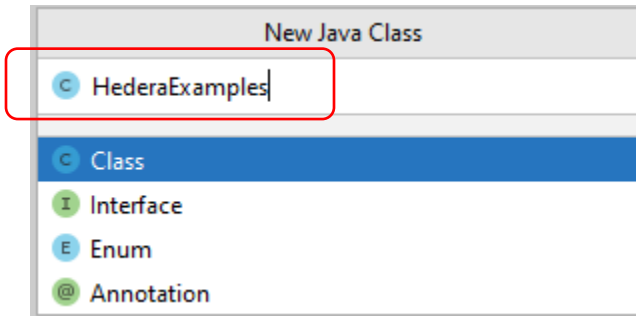 New Java Class
C HederaExamples
C Class
I Interface
E Enum
@ Annotation